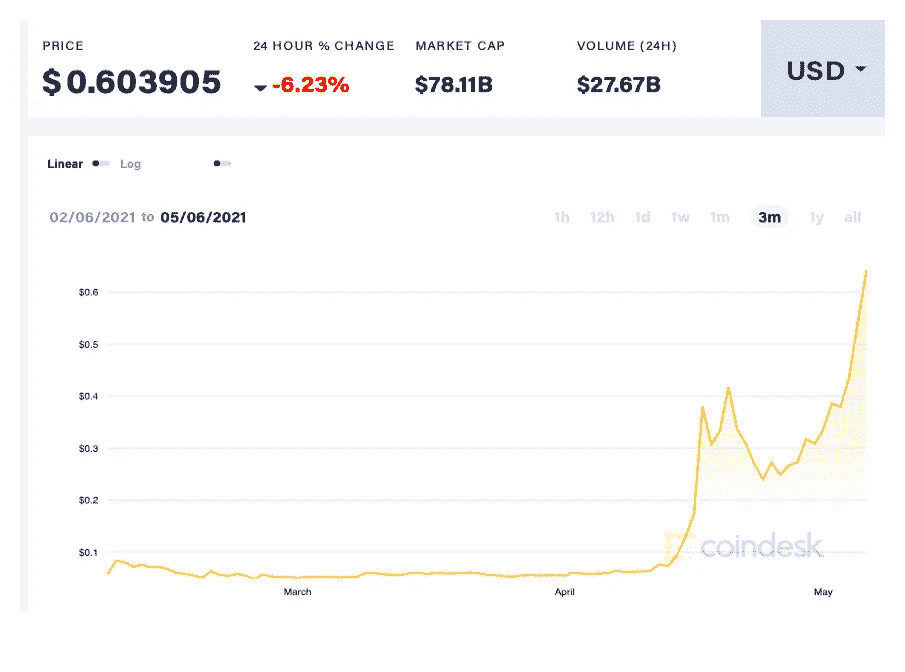 PRICE 24 HOUR % CHANGE MARKET CAP VOLUME (24H)
$0.603905 -6.23% $78.11B $27.67B USD
Linear Log
02/06/2021 to 05/06/2021 1h 12h 1d 1w 1m 3m 1y all
$0.6
$0.5
$0.4
$0.3
$0.2
$0.1
coindesk
March April May